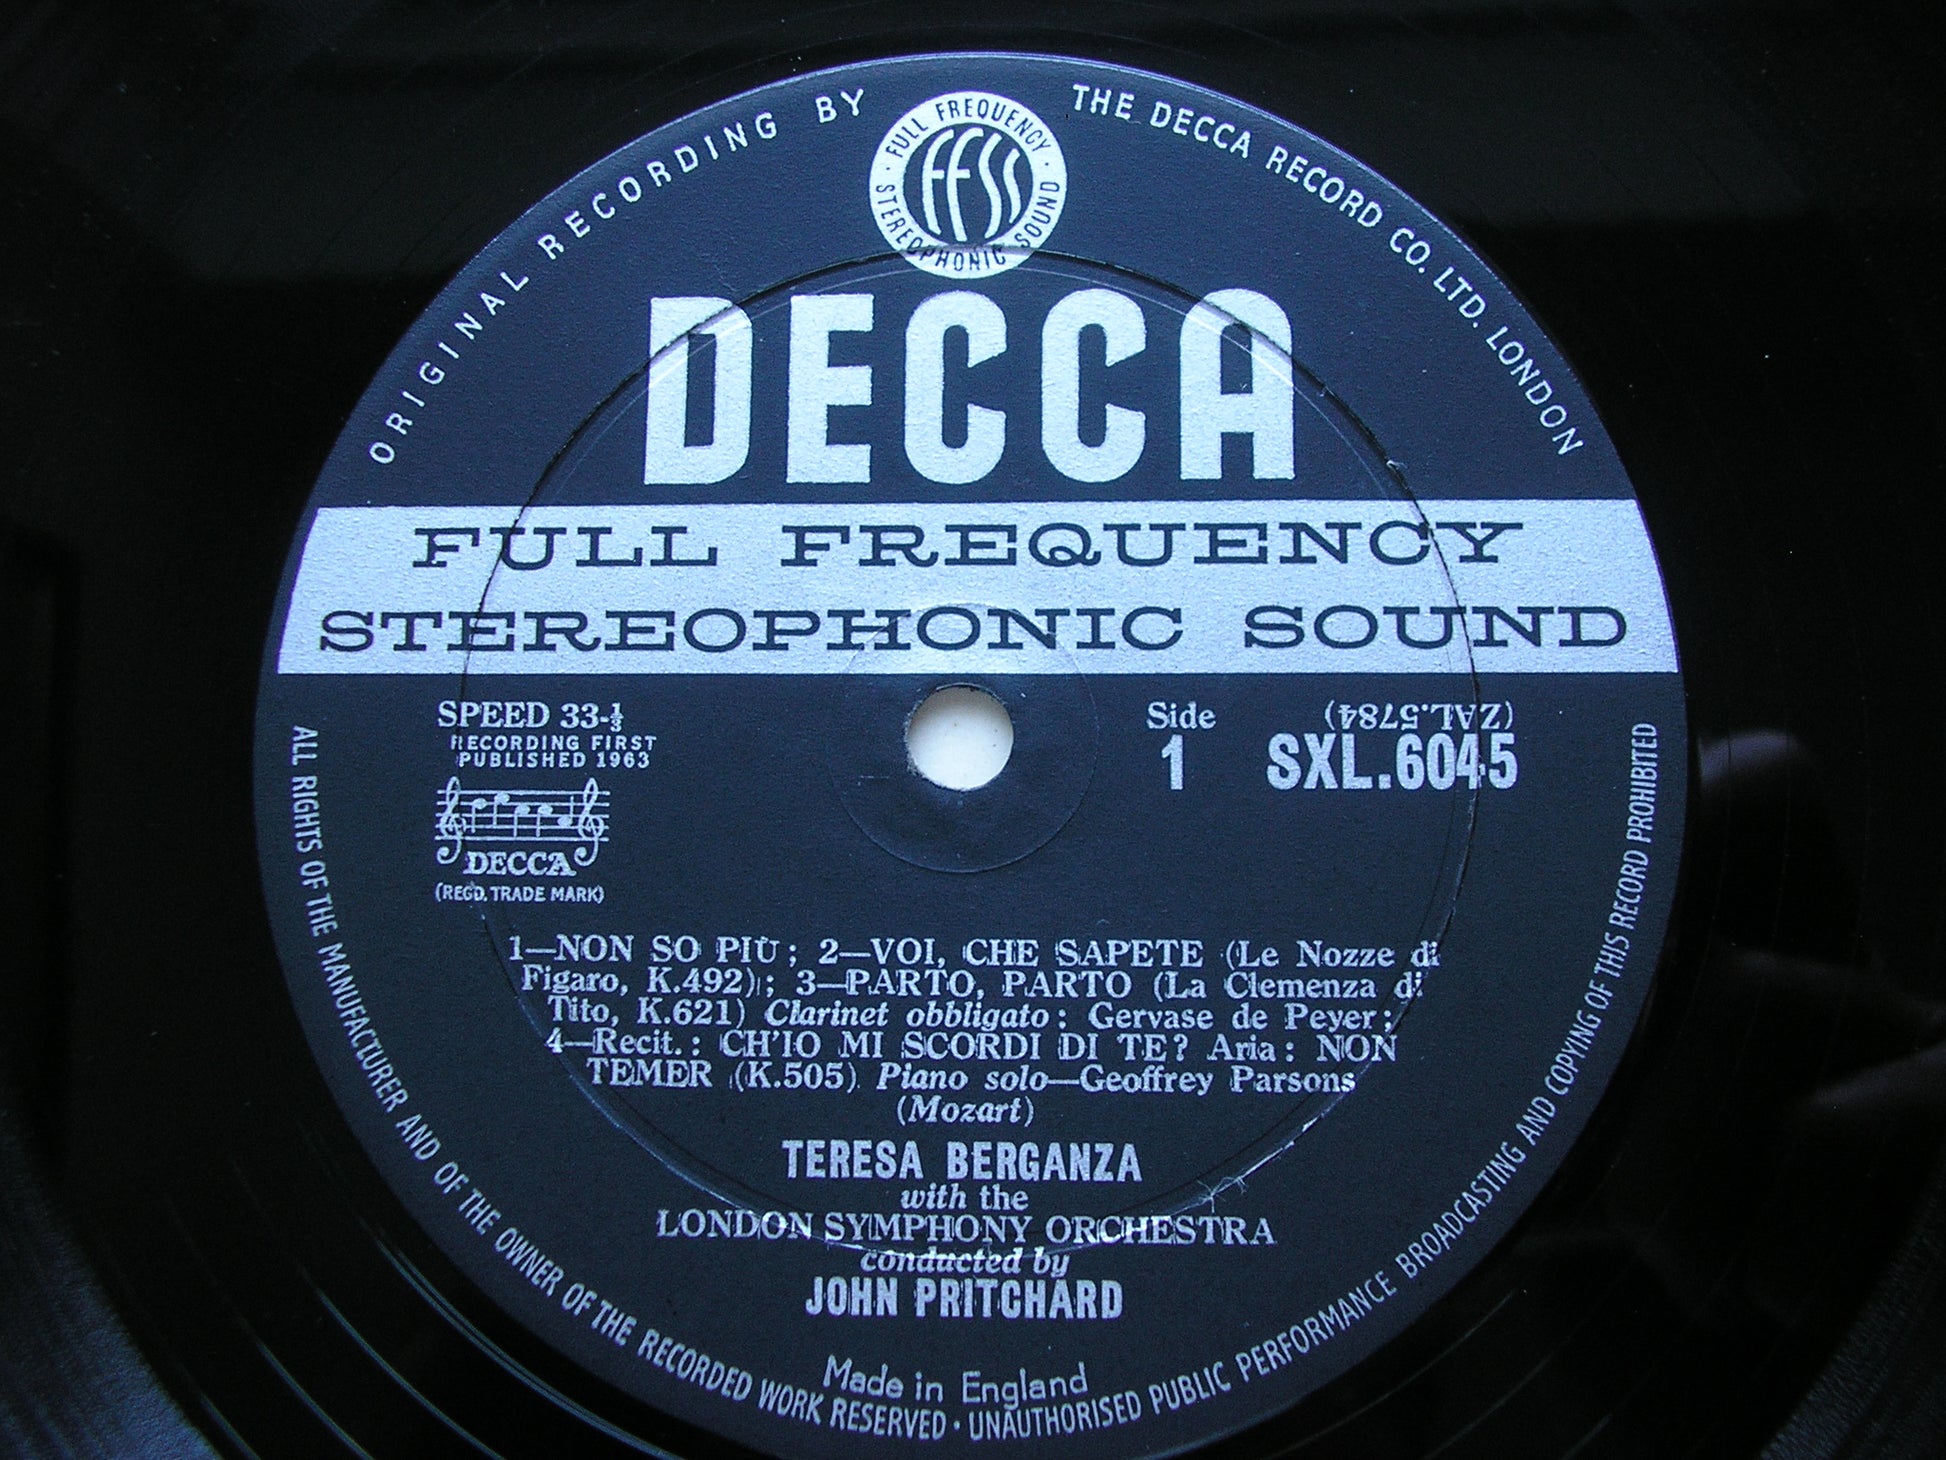 ORIGINAL RECORDING BY THE DECCA RECORD CO. LTD. LONDON
FULL FREQUENCY STEREOPHONIC SOUND
FFSS
DECCA
FULL FREQUENCY
STEREOPHONIC SOUND
SPEED 33-⅓
RECORDING FIRST
PUBLISHED 1963
DECCA
(REGD. TRADE MARK)
Side
1
(ZAL.5784)
SXL.6045
1—NON SO PIÙ; 2—VOI, CHE SAPETE (Le Nozze di
Figaro, K.492); 3—PARTO, PARTO (La Clemenza di
Tito, K.621) Clarinet obbligato: Gervase de Peyer;
4—Recit.: CH'IO MI SCORDI DI TE? Aria: NON
TEMER (K.505) Piano solo—Geoffrey Parsons
(Mozart)
TERESA BERGANZA
with the
LONDON SYMPHONY ORCHESTRA
conducted by
JOHN PRITCHARD
Made in England
ALL RIGHTS OF THE MANUFACTURER AND OF THE OWNER OF THE RECORDED WORK RESERVED · UNAUTHORISED PUBLIC PERFORMANCE BROADCASTING AND COPYING OF THIS RECORD PROHIBITED